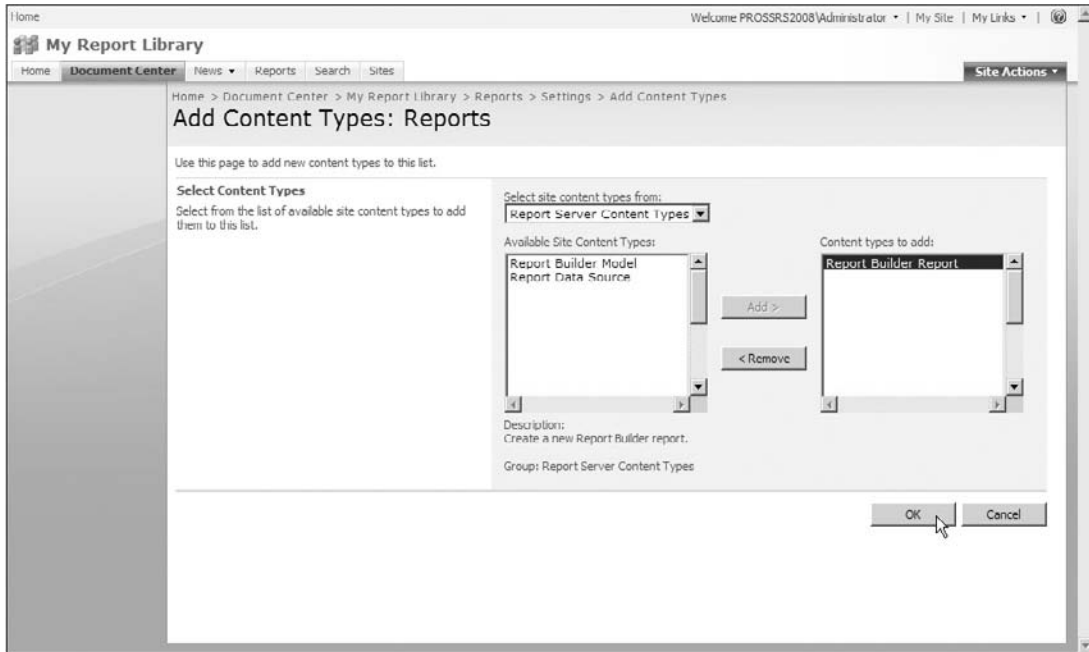 Home
Welcome PROSSRS2008\Administrator | My Site | My Links
My Report Library
Home Document Center News Reports Search Sites Site Actions
Home > Document Center > My Report Library > Reports > Settings > Add Content Types
Add Content Types: Reports
Use this page to add new content types to this list.
Select Content Types
Select from the list of available site content types to add
them to this list.
Select site content types from:
Report Server Content Types
Available Site Content Types:
Report Builder Model
Report Data Source
Add >
< Remove
Content types to add:
Report Builder Report
Description:
Create a new Report Builder report.
Group: Report Server Content Types
OK Cancel